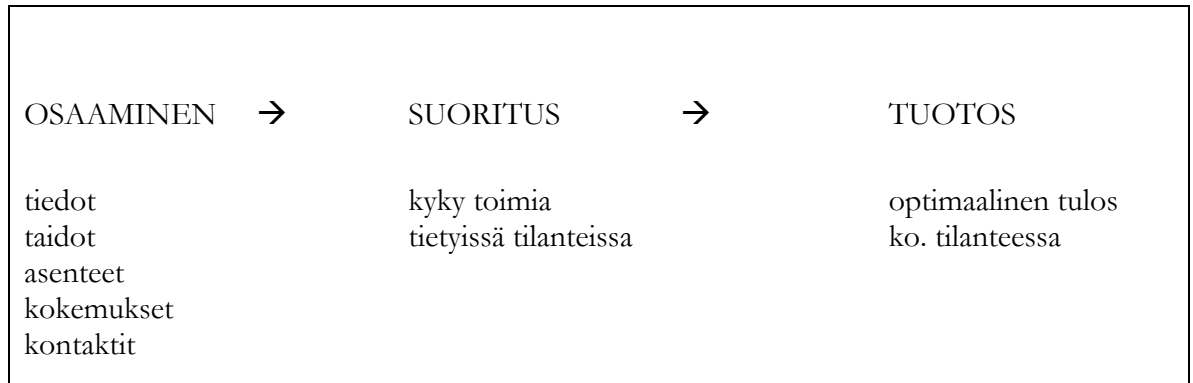 OSAAMINEN → SUORITUS → TUOTOS
tiedot kyky toimia optimaalinen tulos
taidot tietyissä tilanteissa ko. tilanteessa
asenteet
kokemukset
kontaktit